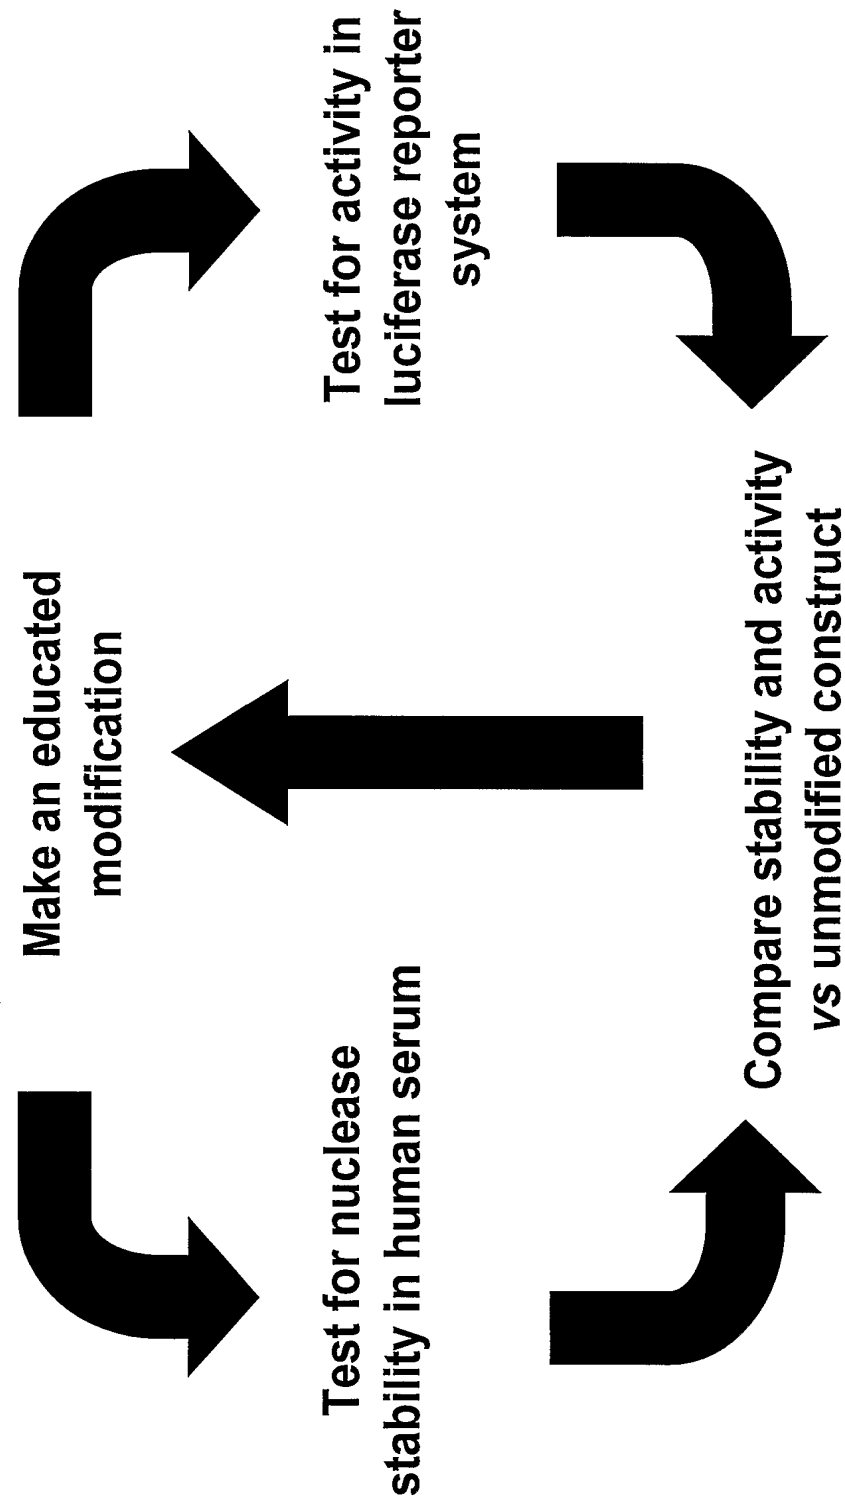 Make an educated
modification
Test for nuclease
stability in human serum
Test for activity in
luciferase reporter
system
Compare stability and activity
vs unmodified construct